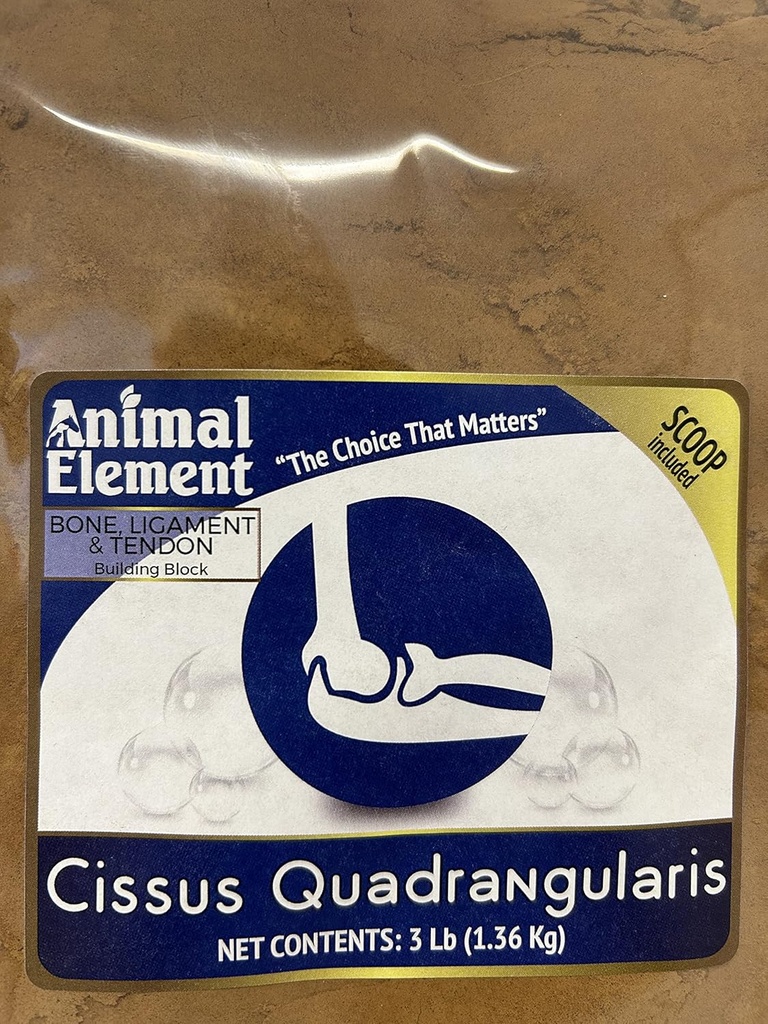 Animal
Element
"The Choice That Matters"
SCOOP
included
BONE, LIGAMENT
& TENDON
Building Block
Cissus Quadrangularis
NET CONTENTS: 3 Lb (1.36 Kg)